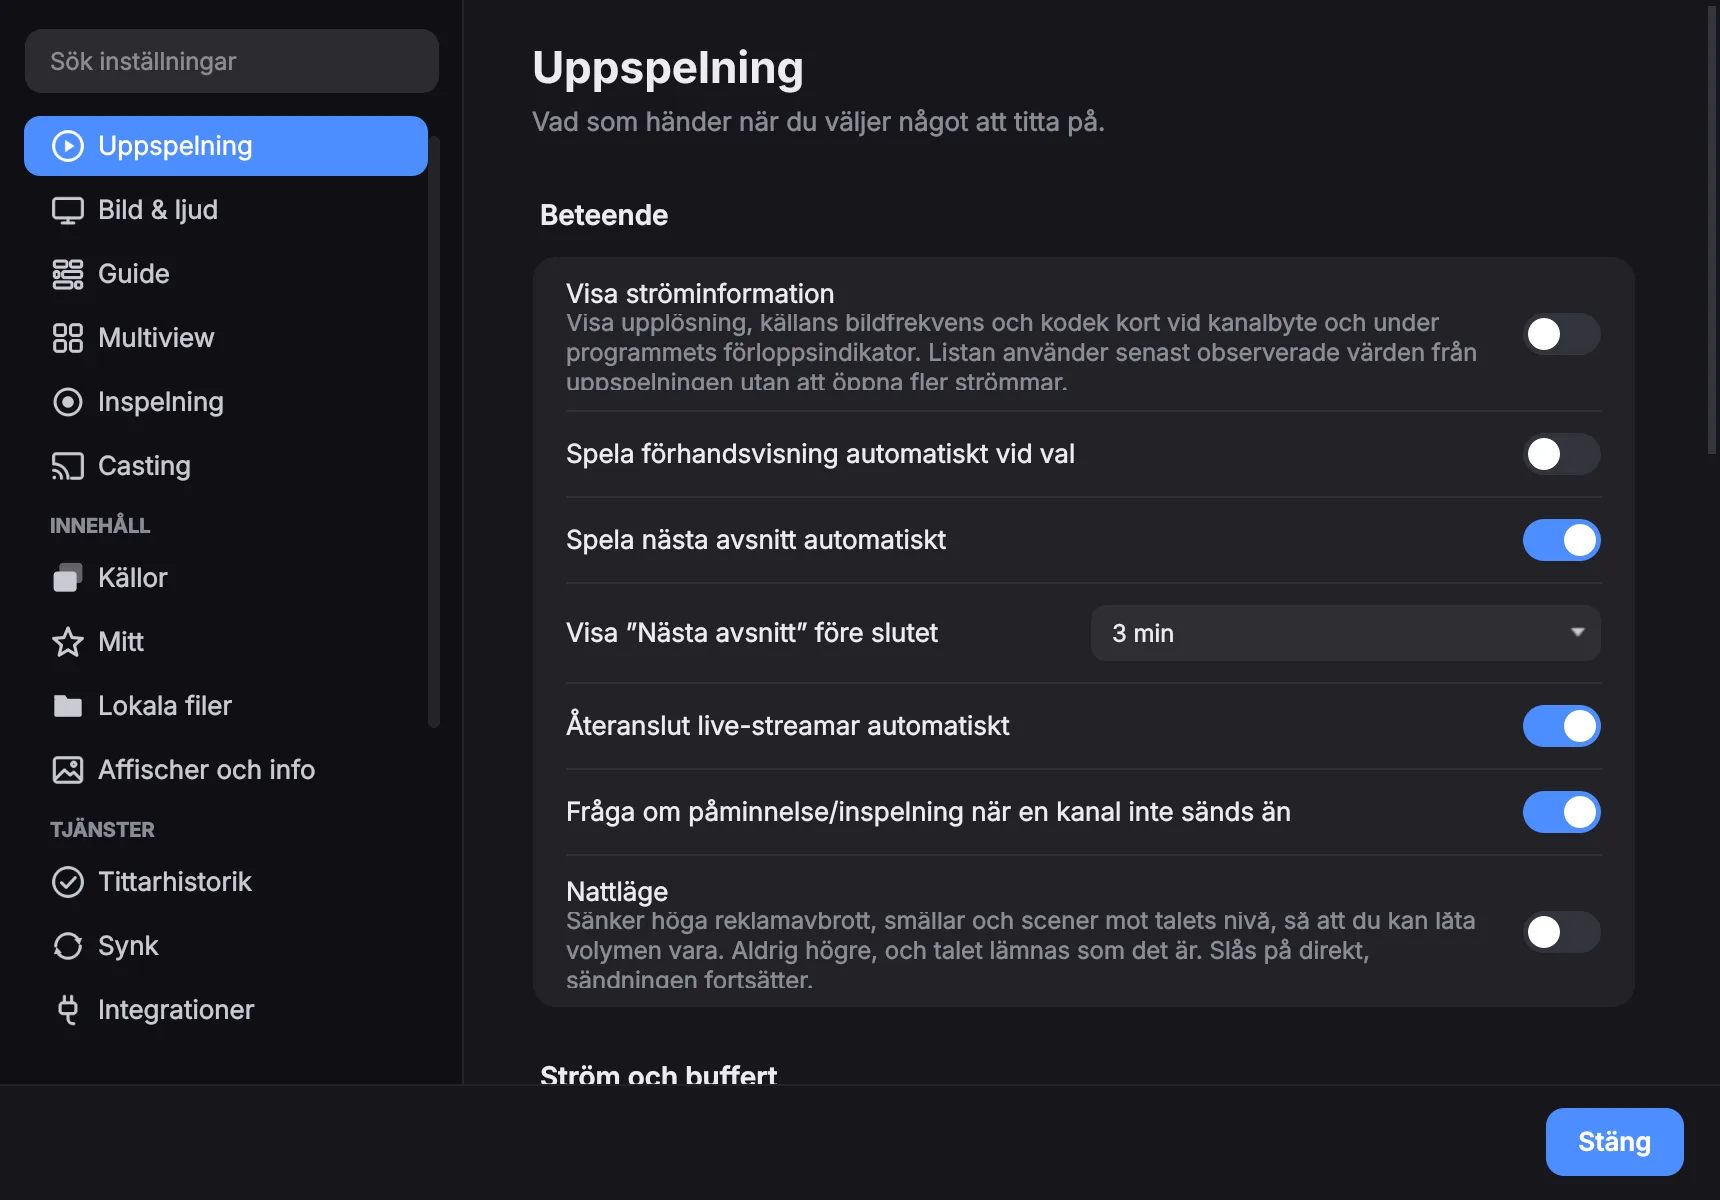 Sök inställningar
Uppspelning
Bild & ljud
Guide
Multiview
Inspelning
Casting
INNEHÅLL
Källor
Mitt
Lokala filer
Affischer och info
TJÄNSTER
Tittarhistorik
Synk
Integrationer
Uppspelning
Vad som händer när du väljer något att titta på.
Beteende
Visa ströminformation
Visa upplösning, källans bildfrekvens och kodek kort vid kanalbyte och under
programmets förloppsindikator. Listan använder senast observerade värden från
uppspelningen utan att öppna fler strömmar.
Spela förhandsvisning automatiskt vid val
Spela nästa avsnitt automatiskt
Visa ”Nästa avsnitt” före slutet
3 min
Återanslut live-streamar automatiskt
Fråga om påminnelse/inspelning när en kanal inte sänds än
Nattläge
Sänker höga reklamavbrott, smällar och scener mot talets nivå, så att du kan låta
volymen vara. Aldrig högre, och talet lämnas som det är. Slås på direkt,
sändningen fortsätter.
Ström och buffert
Stäng